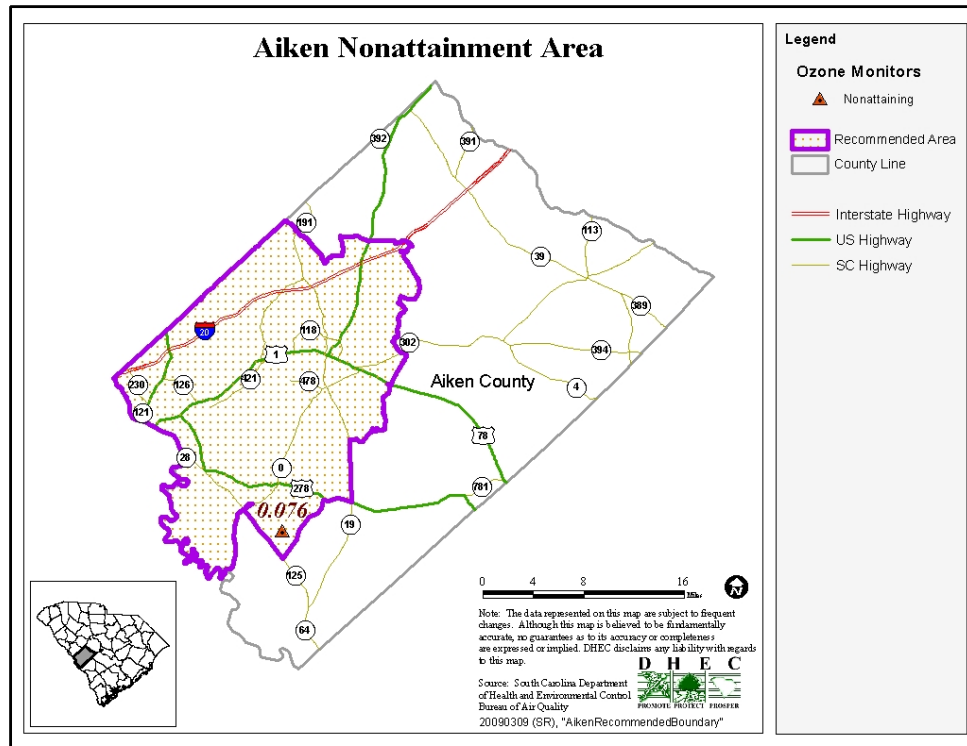 Aiken Nonattainment Area
392
391
191
113
39
389
20
118
302
1
394
230
126
421
478
Aiken County
4
121
78
28
0
278
781
0.076
19
125
64
0 4 8 16
Miles
N
Note: The data represented on this map are subject to frequent
changes. Although this map is believed to be fundamentally
accurate, no guarantees as to its accuracy or completeness
are expressed or implied. DHEC disclaims any liability with regards
to this map.
Source: South Carolina Department
of Health and Environmental Control
Bureau of Air Quality
D H E C
PROMOTE PROTECT PROSPER
20090309 (SR), "AikenRecommendedBoundary"
Legend
Ozone Monitors
Nonattaining
Recommended Area
County Line
Interstate Highway
US Highway
SC Highway